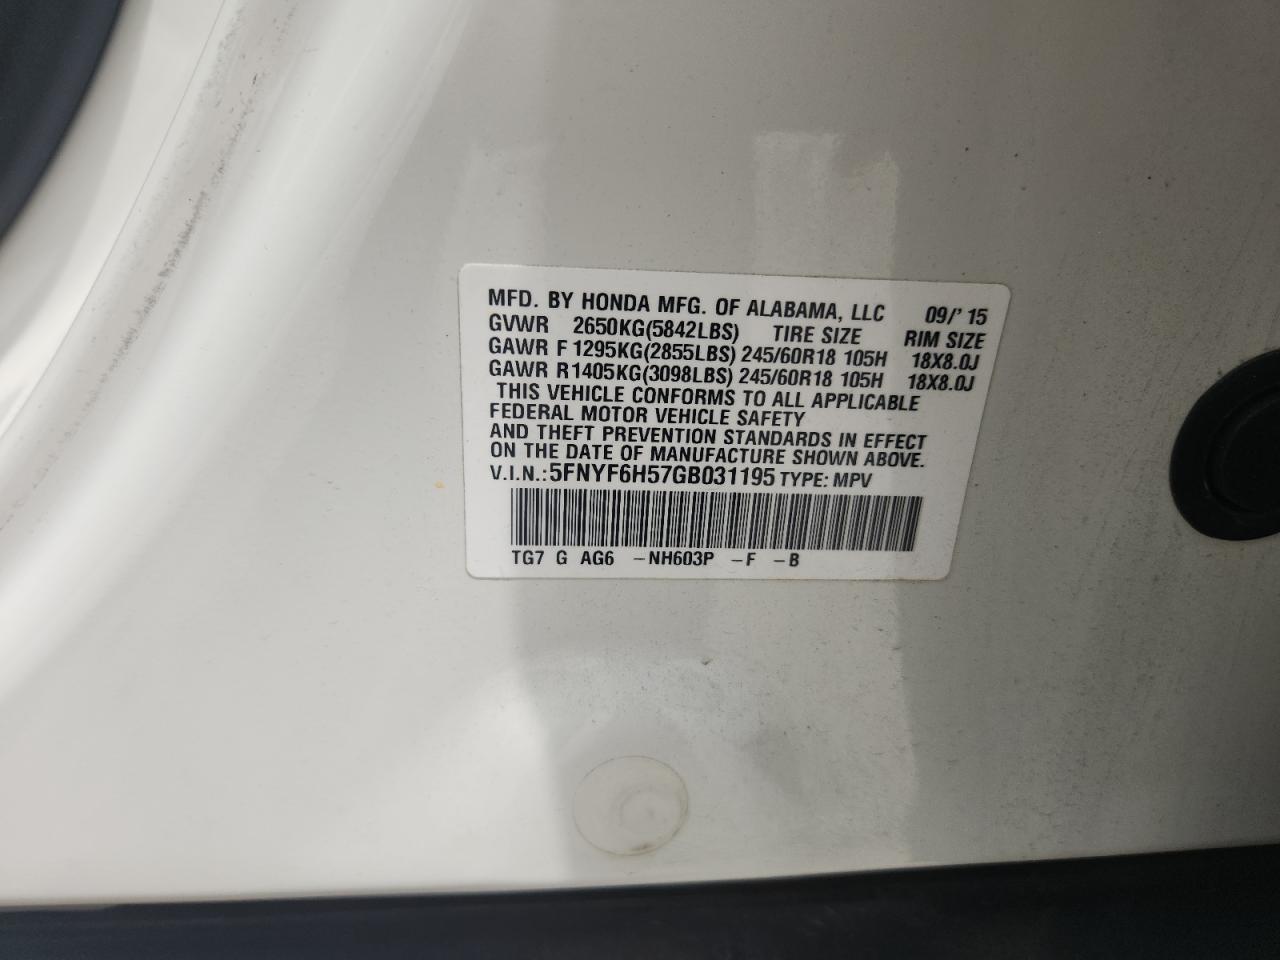 MFD. BY HONDA MFG. OF ALABAMA, LLC 09/' 15
GVWR 2650KG(5842LBS) TIRE SIZE RIM SIZE
GAWR F 1295KG(2855LBS) 245/60R18 105H 18X8.0J
GAWR R1405KG(3098LBS) 245/60R18 105H 18X8.0J
THIS VEHICLE CONFORMS TO ALL APPLICABLE
FEDERAL MOTOR VEHICLE SAFETY
AND THEFT PREVENTION STANDARDS IN EFFECT
ON THE DATE OF MANUFACTURE SHOWN ABOVE.
V.I.N.:5FNYF6H57GB031195 TYPE: MPV
TG7 G AG6 -NH603P -F -B